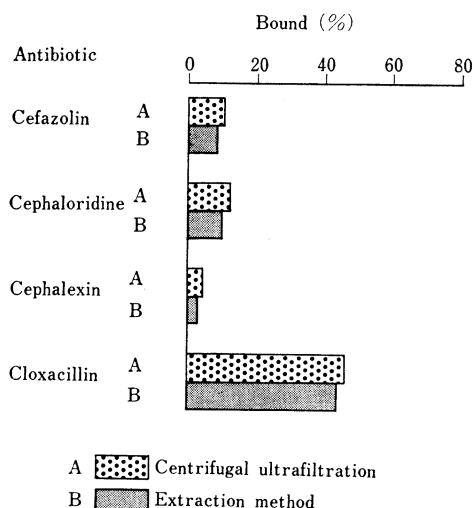 Bound (%)
Antibiotic
0 20 40 60 80
Cefazolin A
B
Cephaloridine A
B
Cephalexin A
B
Cloxacillin A
B
A Centrifugal ultrafiltration
B Extraction method